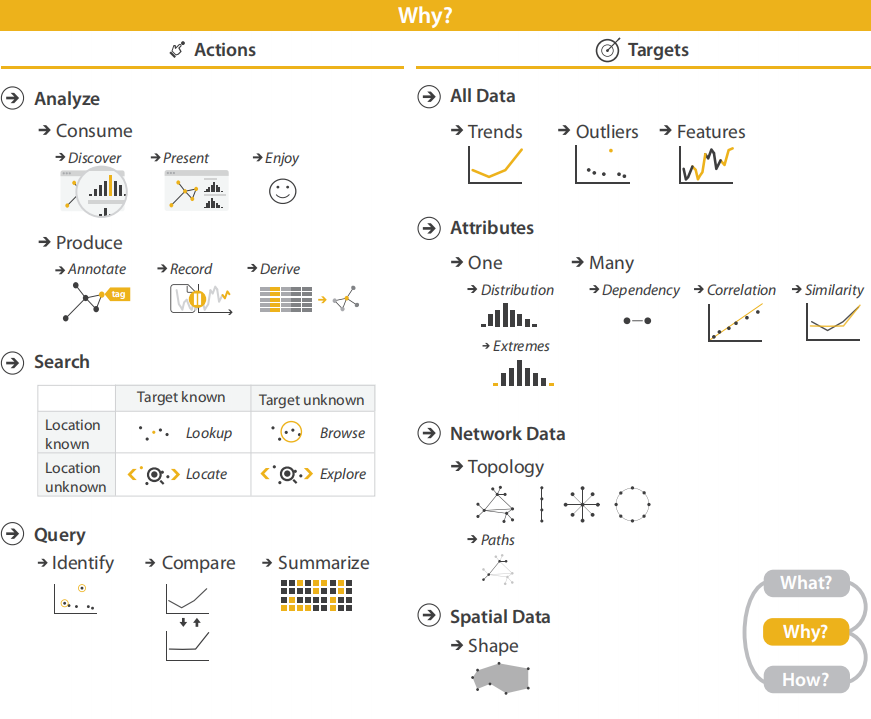 Why?
Actions
Analyze
Consume
Discover Present Enjoy
Produce
Annotate Record Derive
tag
Search
Target known Target unknown
Location known Lookup Browse
Location unknown Locate Explore
Query
Identify Compare Summarize
Targets
All Data
Trends Outliers Features
Attributes
One Many
Distribution Dependency Correlation Similarity
Extremes
Network Data
Topology
Paths
Spatial Data
Shape
What?
Why?
How?